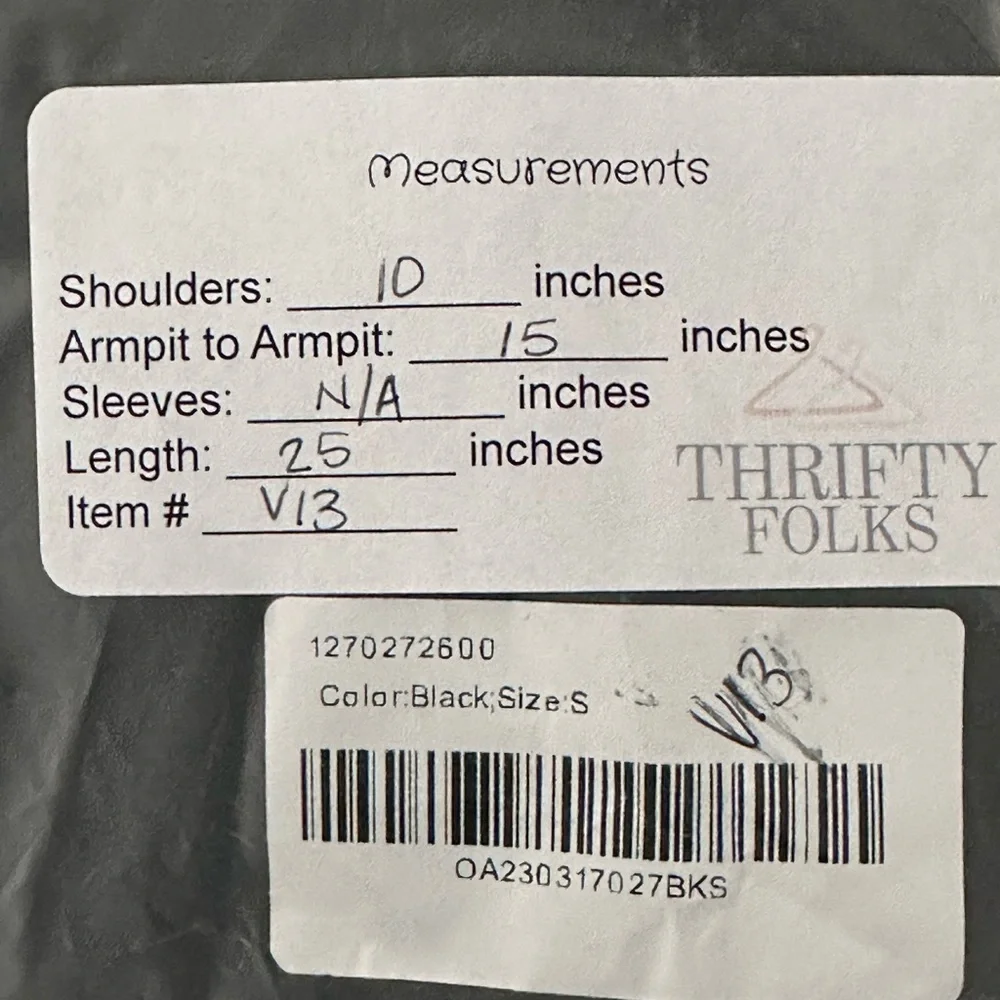 Measurements
Shoulders: 10 inches
Armpit to Armpit: 15 inches
Sleeves: N/A inches
Length: 25 inches
Item # V13
THRIFTY
FOLKS
1270272600
Color:Black;Size:S
V13
OA230317027BKS